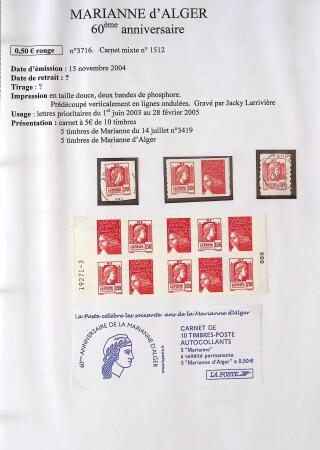 MARIANNE d'ALGER
60ème anniversaire
0,50 € rouge n°3716. Carnet mixte n° 1512
Date d'émission : 15 novembre 2004
Date de retrait : ?
Tirage : ?
Impression en taille douce, deux bandes de phosphore.
Prédécoupé verticalement en lignes ondulées. Gravé par Jacky Larrivière
Usage : lettres prioritaires du 1er juin 2003 au 28 février 2005
Présentation : carnet à 5€ de 10 timbres
5 timbres de Marianne du 14 juillet n°3419
5 timbres de Marianne d'Alger
19271-3
La Poste célèbre les soixante ans de la Marianne d'Alger
60ème ANNIVERSAIRE DE LA MARIANNE D'ALGER
CARNET DE
10 TIMBRES-POSTE
AUTOCOLLANTS
5 "Marianne"
à validité permanente
5 "Marianne d'Alger" à 0,50€
LA POSTE